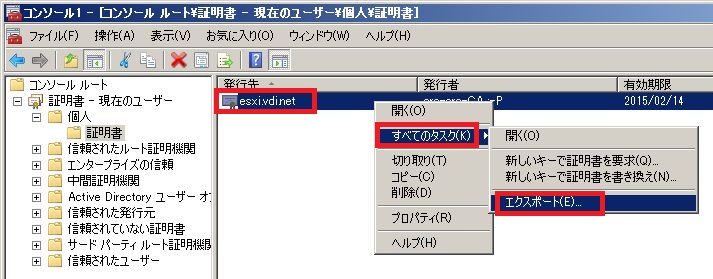 コンソール1 - [コンソール ルート¥証明書 - 現在のユーザー¥個人¥証明書]
ファイル(F) 操作(A) 表示(V) お気に入り(O) ウィンドウ(W) ヘルプ(H)
コンソール ルート
証明書 - 現在のユーザー
個人
証明書
信頼されたルート証明機関
エンタープライズの信頼
中間証明機関
Active Directory ユーザー オ
信頼された発行元
信頼されていない証明書
サード パーティ ルート証明機関
信頼されたユーザー
発行先 発行者 有効期限
esxi.vdi.net 2015/02/14
開く(O)
すべてのタスク(K)
切り取り(T)
コピー(C)
削除(D)
プロパティ(R)
ヘルプ(H)
開く(O)
新しいキーで証明書を要求(Q)...
新しいキーで証明書を書き換え(N)...
エクスポート(E)...